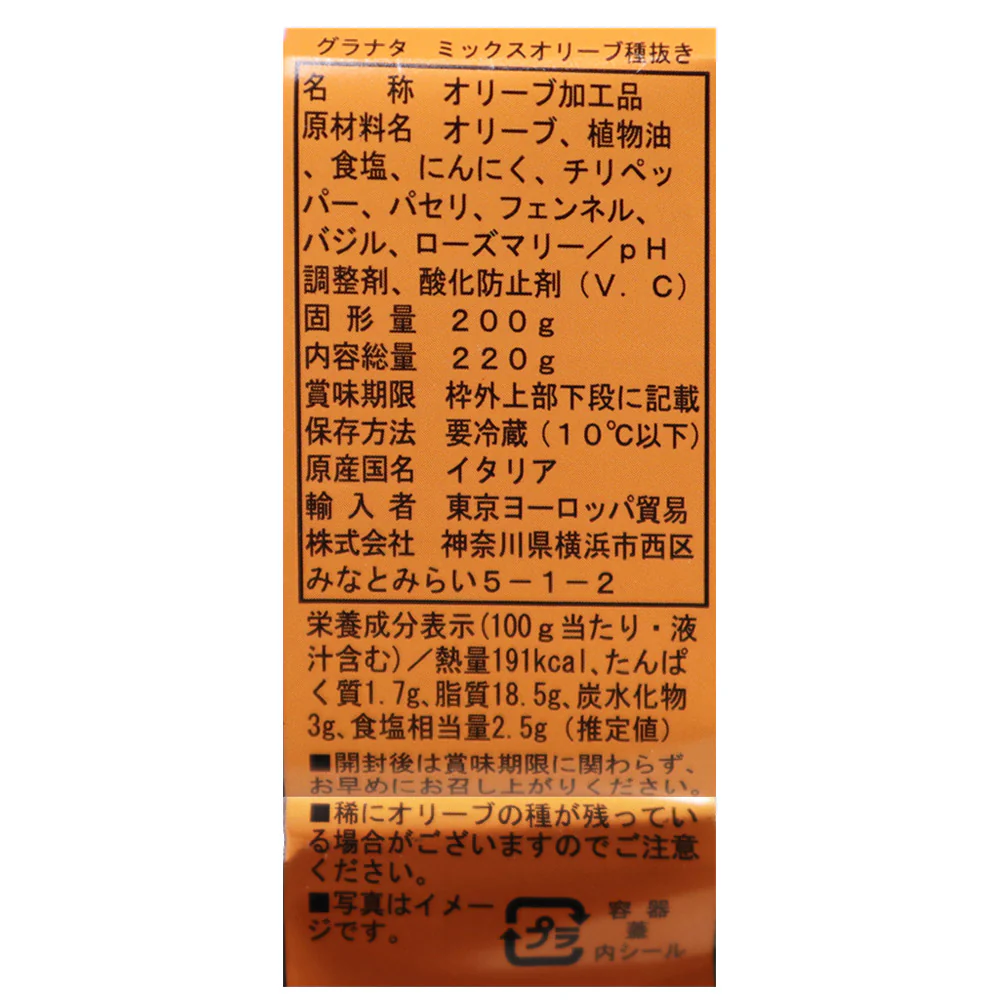 グラナタ　ミックスオリーブ種抜き
名　　称　オリーブ加工品
原材料名　オリーブ、植物油
、食塩、にんにく、チリペッ
パー、パセリ、フェンネル、
バジル、ローズマリー／ｐＨ
調整剤、酸化防止剤（Ｖ．Ｃ）
固 形 量　２００ｇ
内容総量　２２０ｇ
賞味期限　枠外上部下段に記載
保存方法　要冷蔵（１０℃以下）
原産国名　イタリア
輸 入 者　東京ヨーロッパ貿易
株式会社　神奈川県横浜市西区
みなとみらい５－１－２
栄養成分表示(100ｇ当たり・液
汁含む)／熱量191kcal、たんぱ
く質1.7g、脂質18.5g、炭水化物
3g、食塩相当量2.5g（推定値）
■開封後は賞味期限に関わらず、
お早めにお召し上がりください。
■稀にオリーブの種が残ってい
る場合がございますのでご注意
ください。
■写真はイメー
ジです。
プラ
容器
蓋
内シール